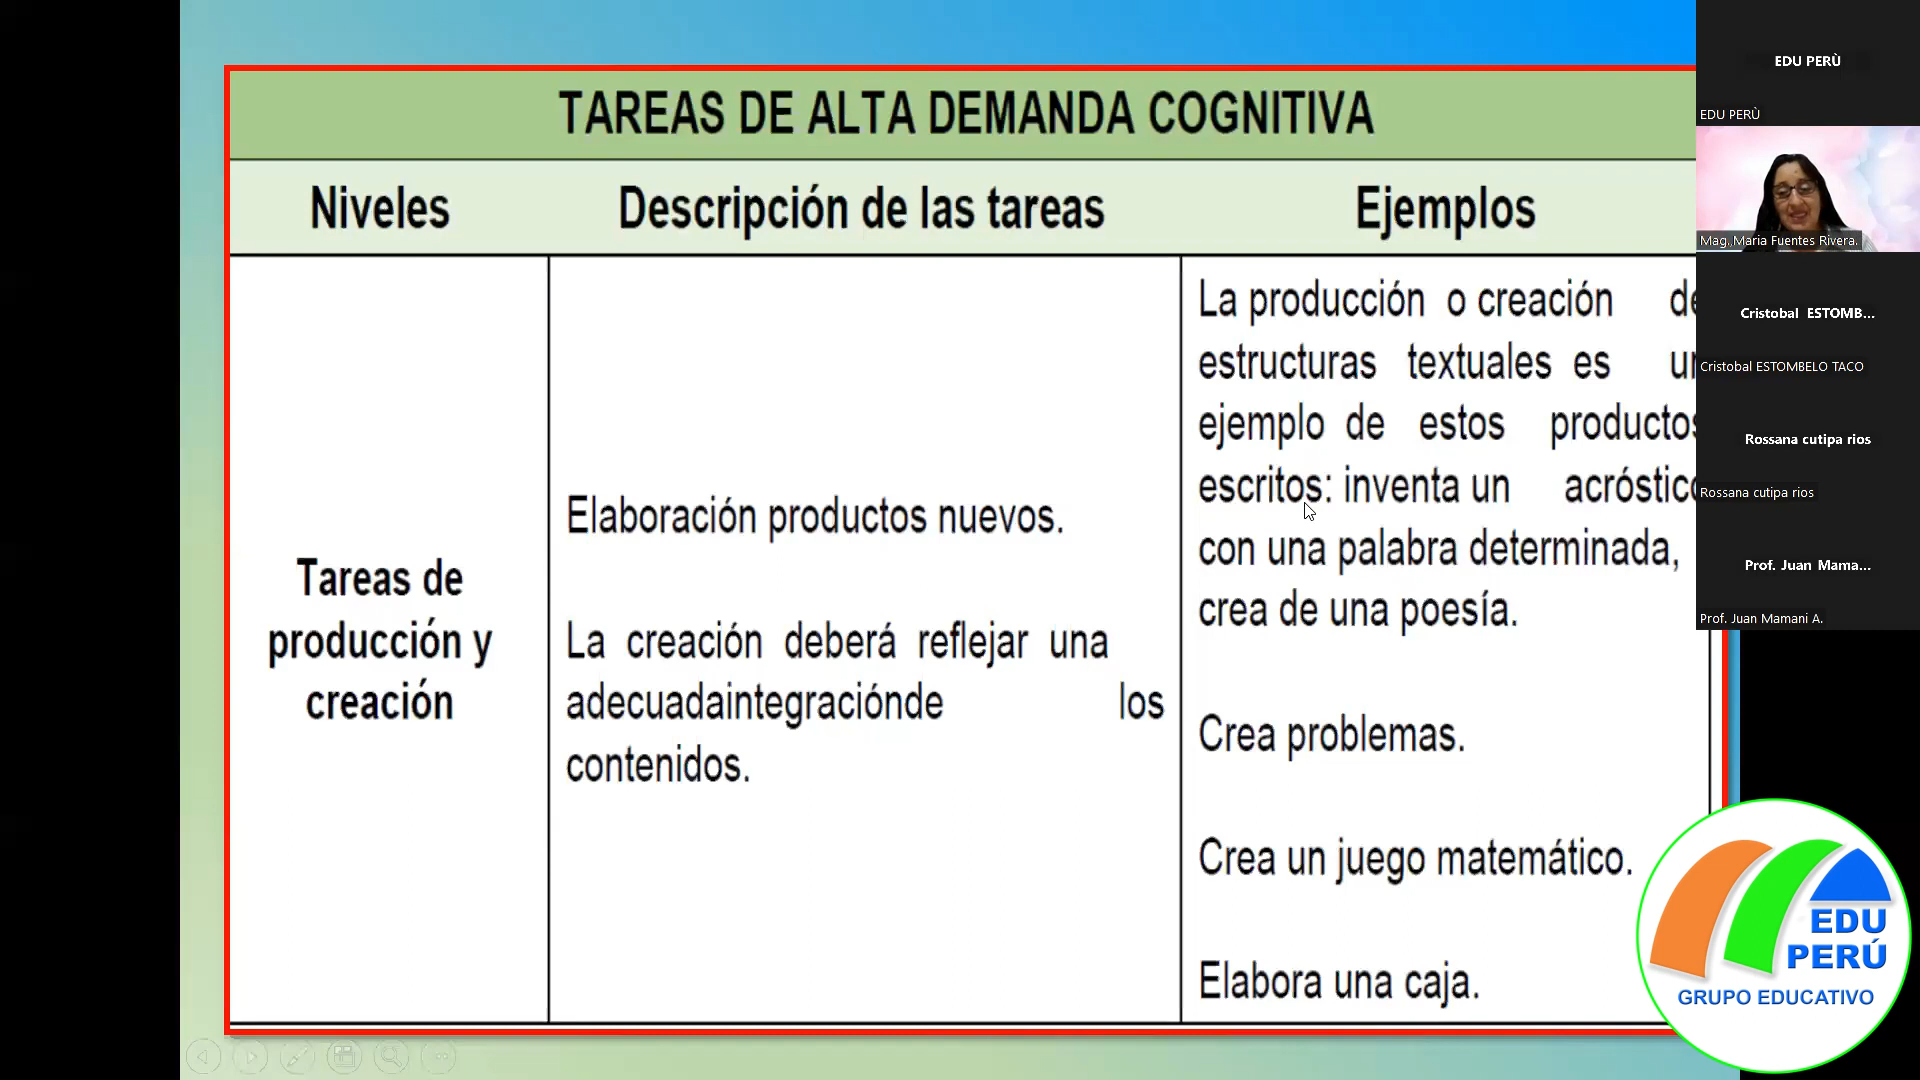 TAREAS DE ALTA DEMANDA COGNITIVA
Niveles
Descripción de las tareas
Ejemplos
Tareas de
producción y
creación
Elaboración productos nuevos.
La creación deberá reflejar una
adecuadaintegraciónde los
contenidos.
La producción o creación
estructuras textuales es
ejemplo de estos productos
escritos: inventa un acróstico
con una palabra determinada,
crea de una poesía.
Crea problemas.
Crea un juego matemático.
Elabora una caja.
EDU PERÙ
EDU PERÙ
Mag. Maria Fuentes Rivera.
Cristobal ESTOMB...
Cristobal ESTOMBELO TACO
Rossana cutipa rios
Rossana cutipa rios
Prof. Juan Mama...
Prof. Juan Mamani A.
EDU
PERÚ
GRUPO EDUCATIVO